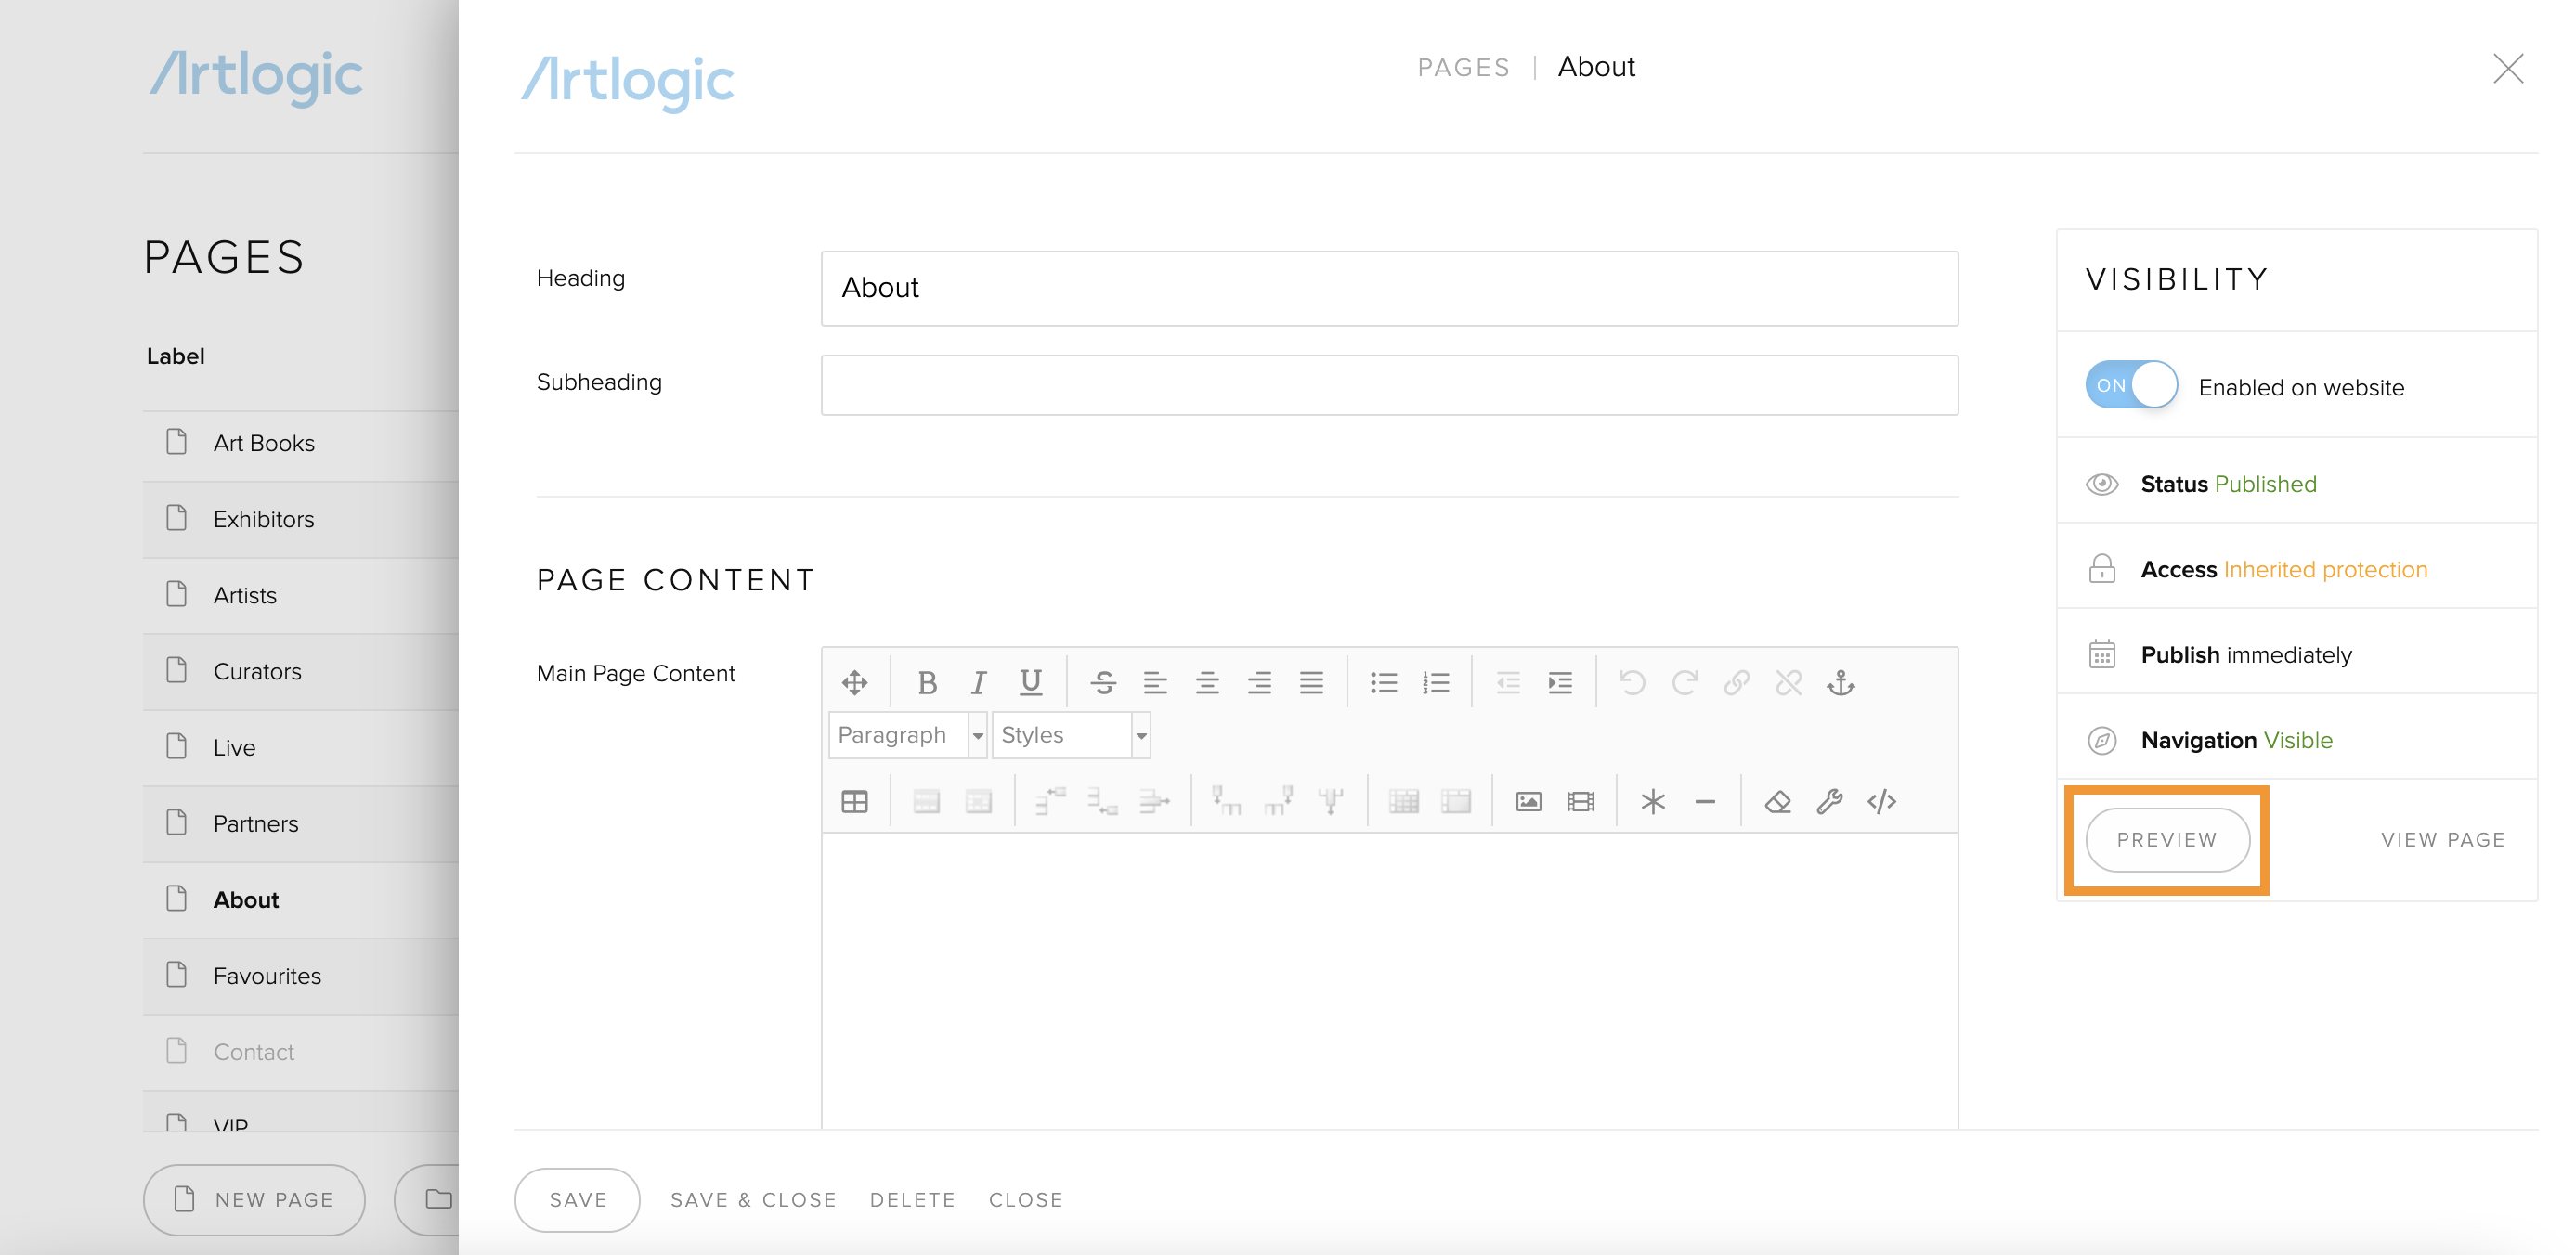 Artlogic
PAGES
Label
Art Books
Exhibitors
Artists
Curators
Live
Partners
About
Favourites
Contact
VIP
NEW PAGE
Artlogic
PAGES | About
Heading
About
Subheading
PAGE CONTENT
Main Page Content
Paragraph
Styles
SAVE
SAVE & CLOSE
DELETE
CLOSE
VISIBILITY
ON Enabled on website
Status Published
Access Inherited protection
Publish immediately
Navigation Visible
PREVIEW
VIEW PAGE